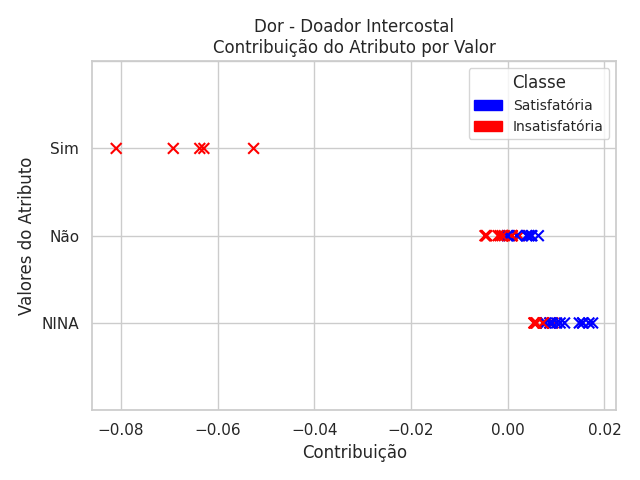 Dor - Doador Intercostal
Contribuição do Atributo por Valor
Classe
Satisfatória
Insatisfatória
Valores do Atributo
Sim
Não
NINA
−0.08
−0.06
−0.04
−0.02
0.00
0.02
Contribuição